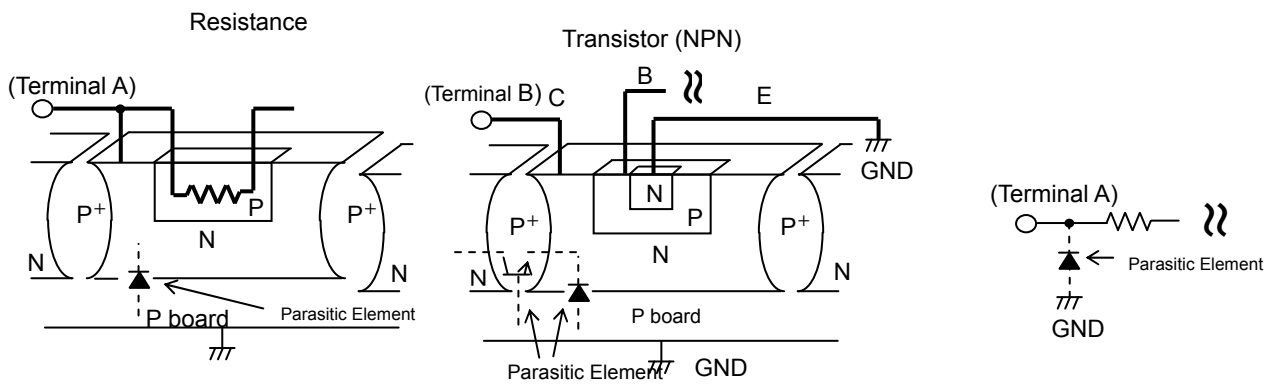 Resistance
(Terminal A)
P+
P
P+
N
N
N
P board
Parasitic Element
Transistor (NPN)
(Terminal B)
C
B
E
GND
P+
N
P
P+
N
N
N
P board
Parasitic Element
GND
(Terminal A)
Parasitic Element
GND